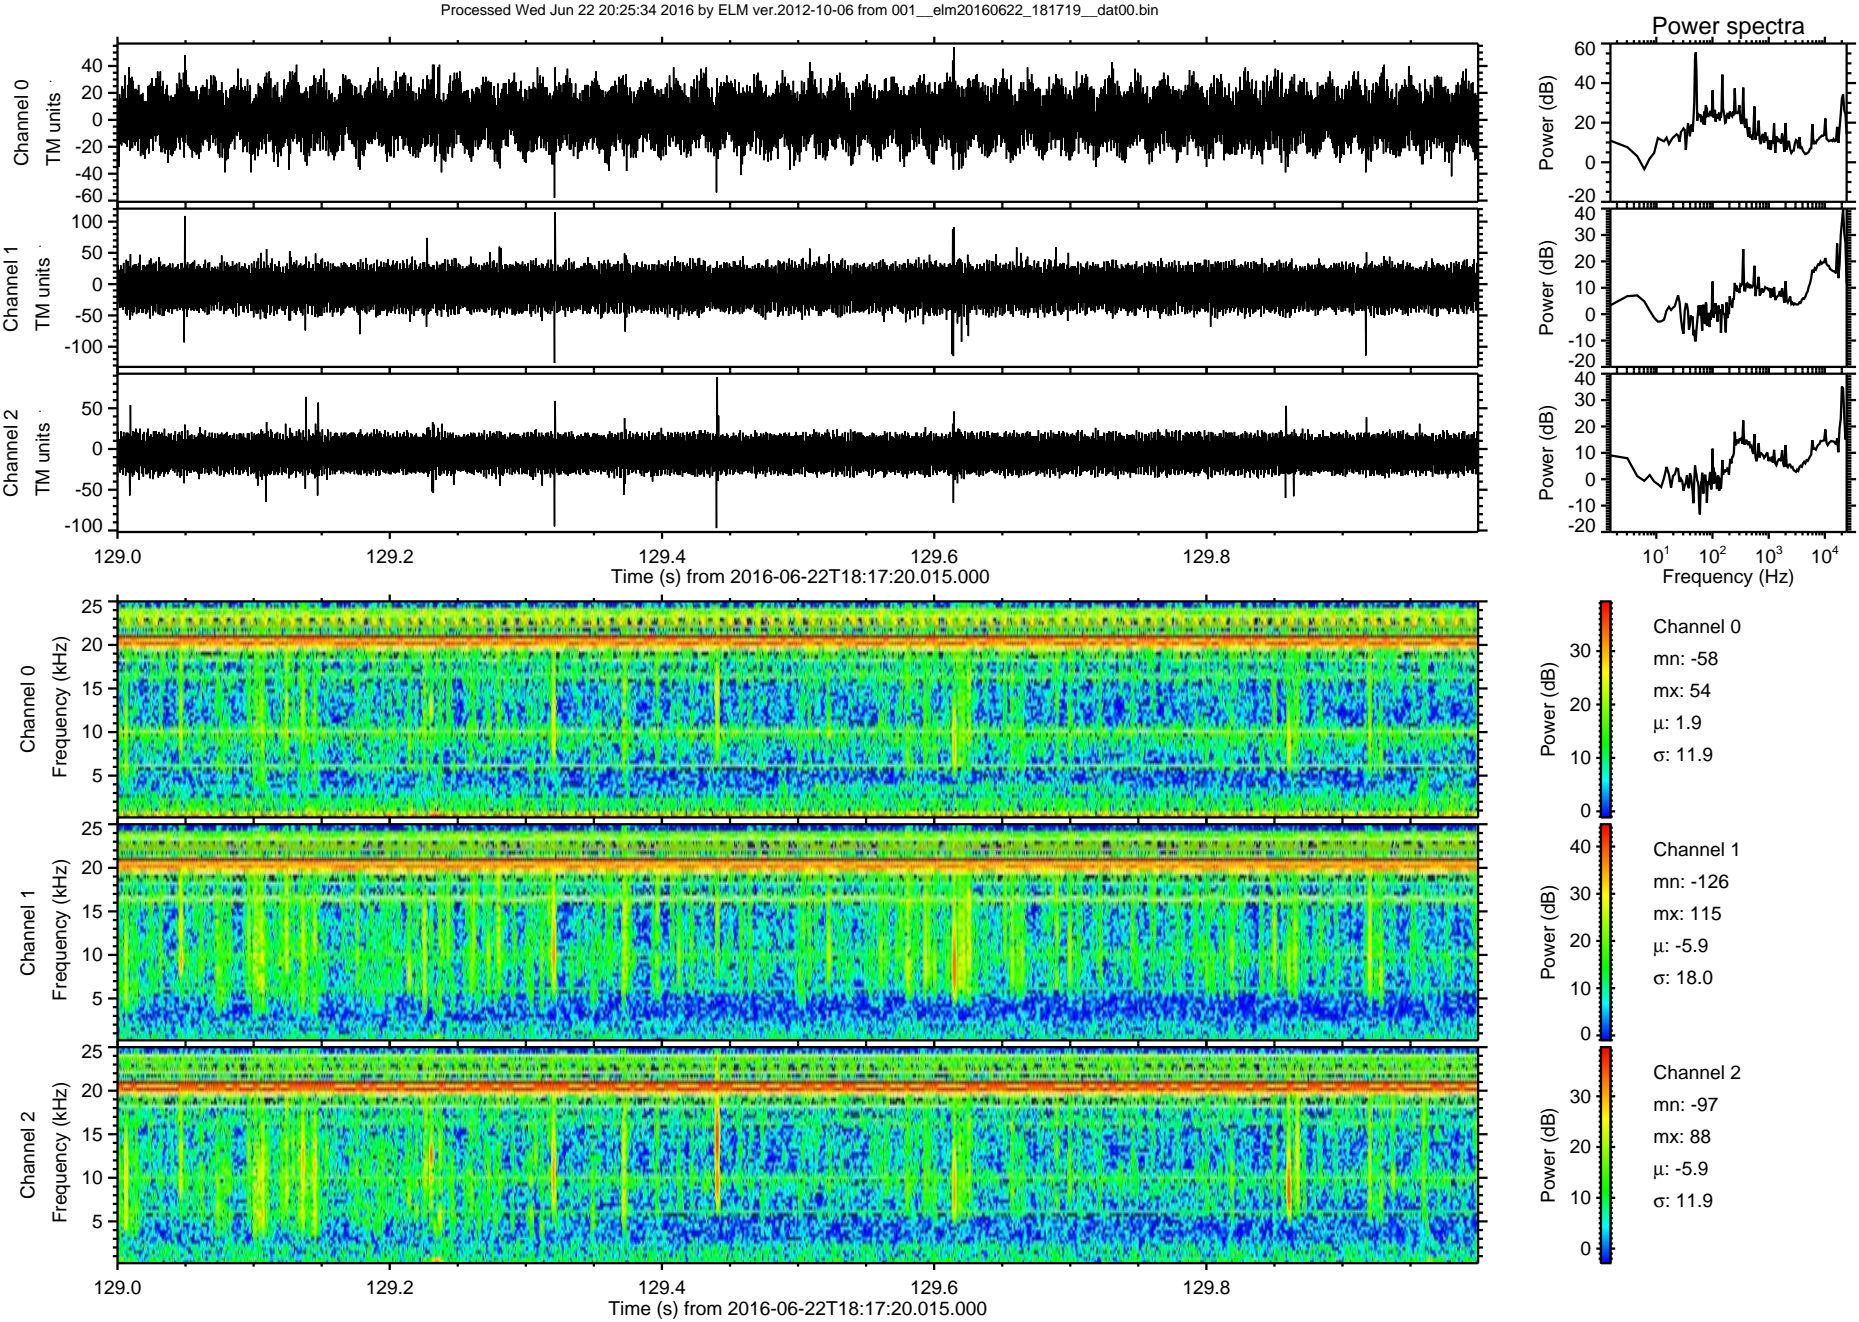 Processed Wed Jun 22 20:25:34 2016 by ELM ver.2012-10-06 from 001__elm20160622_181719__dat00.bin
Power spectra
Channel 0
TM units
40
20
0
-20
-40
-60
Power (dB)
60
40
20
0
-20
Channel 1
TM units
100
50
0
-50
-100
Power (dB)
40
30
20
10
0
-10
-20
Channel 2
TM units
50
0
-50
-100
Power (dB)
40
30
20
10
0
-10
-20
129.0 129.2 129.4 129.6 129.8
Time (s) from 2016-06-22T18:17:20.015.000
10¹ 10² 10³ 10⁴
Frequency (Hz)
Channel 0
Frequency (kHz)
25
20
15
10
5
Power (dB)
30
20
10
0
Channel 0
mn: -58
mx: 54
µ: 1.9
σ: 11.9
Channel 1
Frequency (kHz)
25
20
15
10
5
Power (dB)
40
30
20
10
0
Channel 1
mn: -126
mx: 115
µ: -5.9
σ: 18.0
Channel 2
Frequency (kHz)
25
20
15
10
5
Power (dB)
30
20
10
0
Channel 2
mn: -97
mx: 88
µ: -5.9
σ: 11.9
129.0 129.2 129.4 129.6 129.8
Time (s) from 2016-06-22T18:17:20.015.000